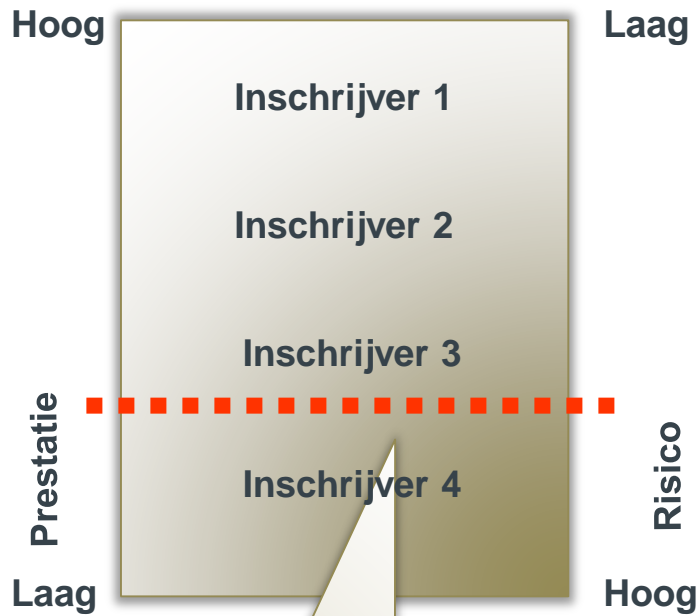 Hoog
Laag
Inschrijver 1
Inschrijver 2
Inschrijver 3
Prestatie
Risico
Inschrijver 4
Laag
Hoog